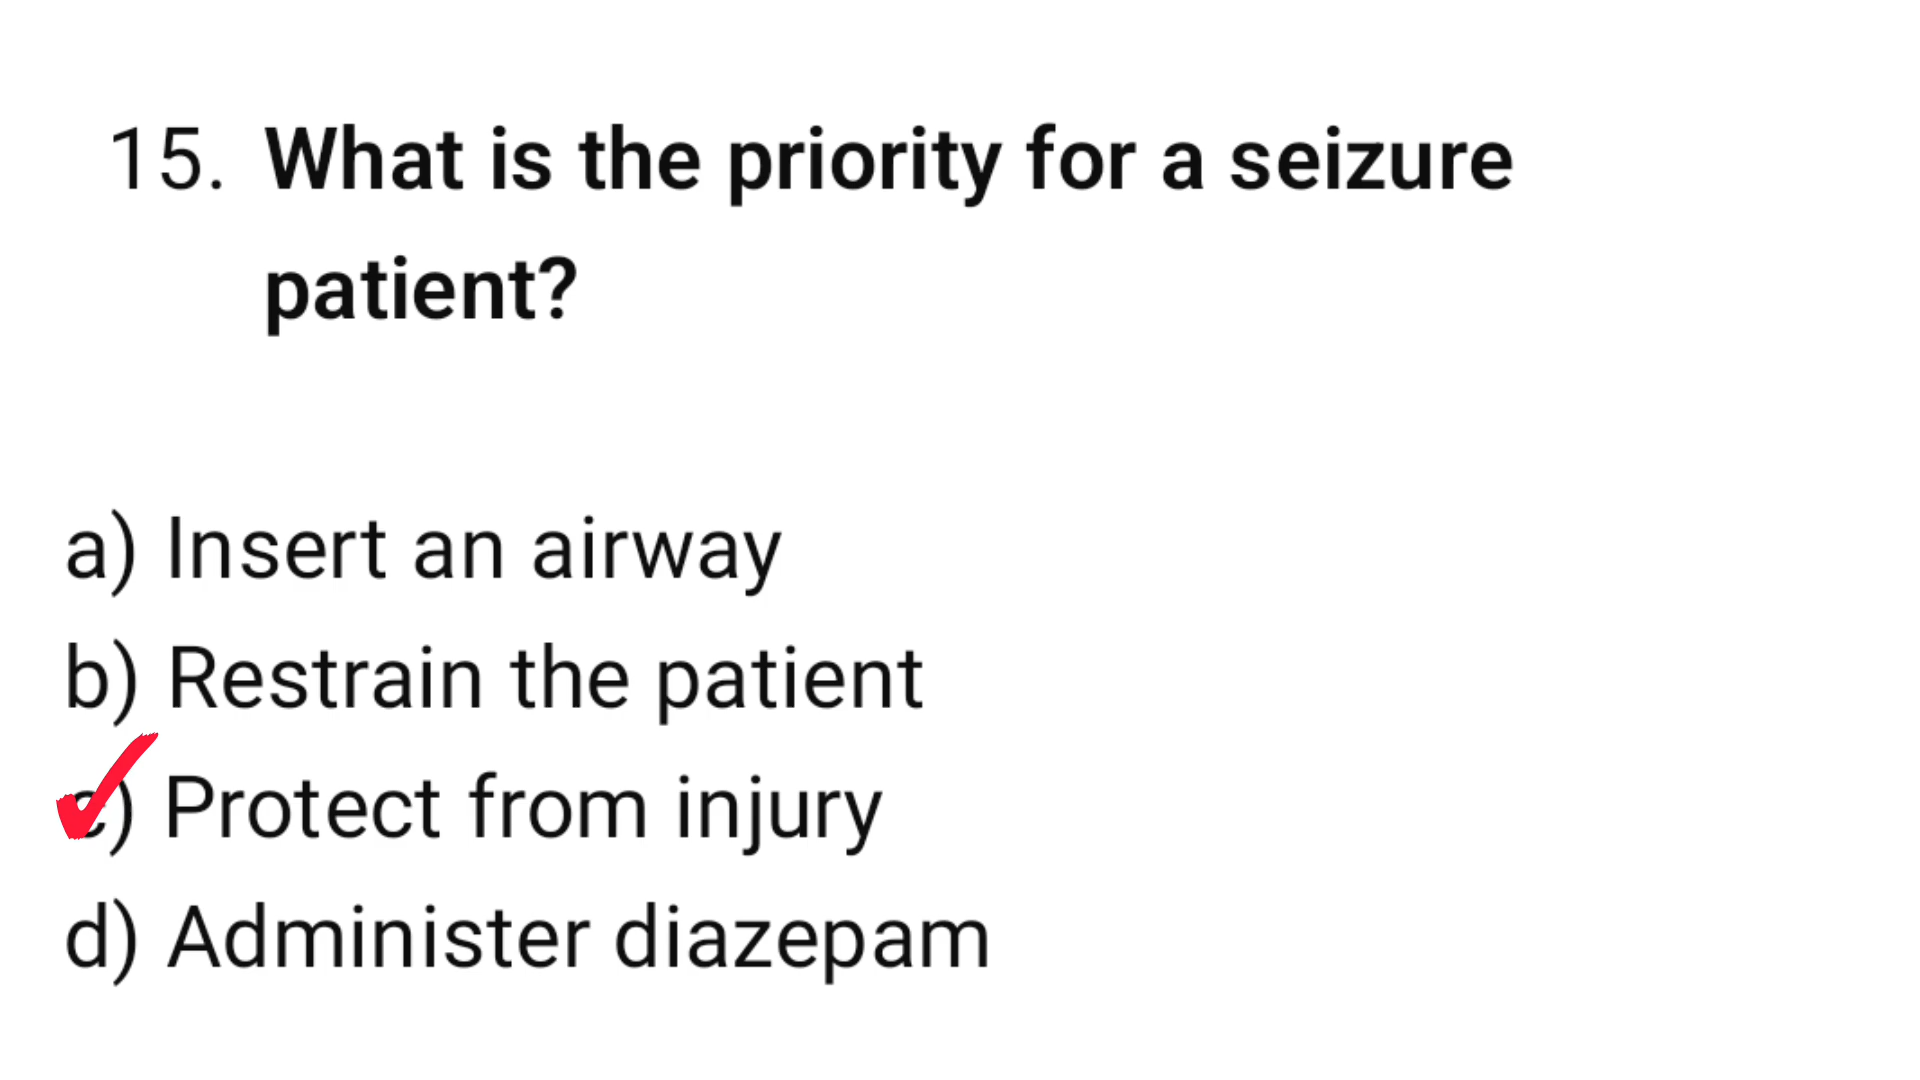 15. What is the priority for a seizure
patient?
a) Insert an airway
b) Restrain the patient
c) Protect from injury
d) Administer diazepam